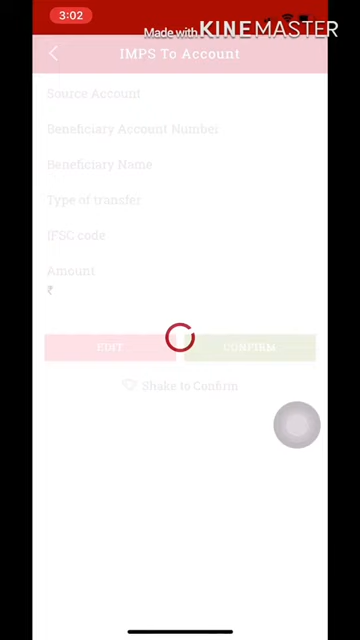 3:02
Made with KINEMASTER
IMPS To Account
Source Account
Beneficiary Account Number
Beneficiary Name
Type of transfer
IFSC code
Amount
₹
EDIT
CONFIRM
Shake to Confirm